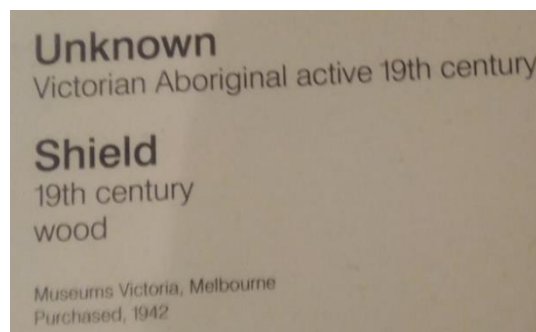 Unknown
Victorian Aboriginal active 19th century
Shield
19th century
wood
Museums Victoria, Melbourne
Purchased, 1942